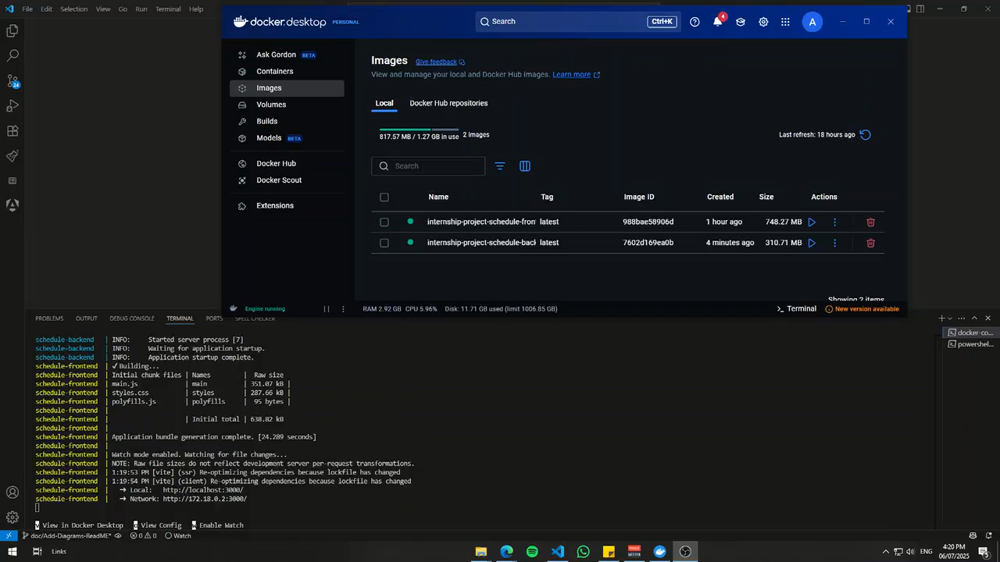 File Edit Selection View Go Run Terminal Help
docker.desktop PERSONAL
Search Ctrl+K
4
A
Ask Gordon BETA
Containers
Images
Volumes
Builds
Models BETA
Docker Hub
Docker Scout
Extensions
24
Images Give feedback
View and manage your local and Docker Hub images. Learn more
Local Docker Hub repositories
817.57 MB / 1.27 GB in use 2 images
Last refresh: 18 hours ago
Search
Name Tag Image ID Created Size Actions
internship-project-schedule-fron latest 988bae58906d 1 hour ago 748.27 MB
internship-project-schedule-back latest 7602d169ea0b 4 minutes ago 310.71 MB
Showing 2 items
Engine running
RAM 2.92 GB CPU 5.96% Disk: 11.71 GB used (limit 1006.85 GB)
>_ Terminal New version available
PROBLEMS OUTPUT DEBUG CONSOLE TERMINAL PORTS SPELL CHECKER
docker-co...
powershel...
schedule-backend | INFO: Started server process [7]
schedule-backend | INFO: Waiting for application startup.
schedule-backend | INFO: Application startup complete.
schedule-frontend | ✓ Building...
schedule-frontend | Initial chunk files | Names | Raw size
schedule-frontend | main.js | main | 351.07 kB |
schedule-frontend | styles.css | styles | 287.66 kB |
schedule-frontend | polyfills.js | polyfills | 95 bytes |
schedule-frontend |
schedule-frontend | | Initial total | 638.82 kB
schedule-frontend |
schedule-frontend | Application bundle generation complete. [24.289 seconds]
schedule-frontend |
schedule-frontend | Watch mode enabled. Watching for file changes...
schedule-frontend | NOTE: Raw file sizes do not reflect development server per-request transformations.
schedule-frontend | 1:19:53 PM [vite] (ssr) Re-optimizing dependencies because lockfile has changed
schedule-frontend | 1:19:54 PM [vite] (client) Re-optimizing dependencies because lockfile has changed
schedule-frontend | → Local: http://localhost:3000/
schedule-frontend | → Network: http://172.18.0.2:3000/
v View in Docker Desktop o View Config w Enable Watch
doc/Add-Diagrams-ReadME* 0 0 Watch
Links
ENG
4:20 PM
06/07/2025